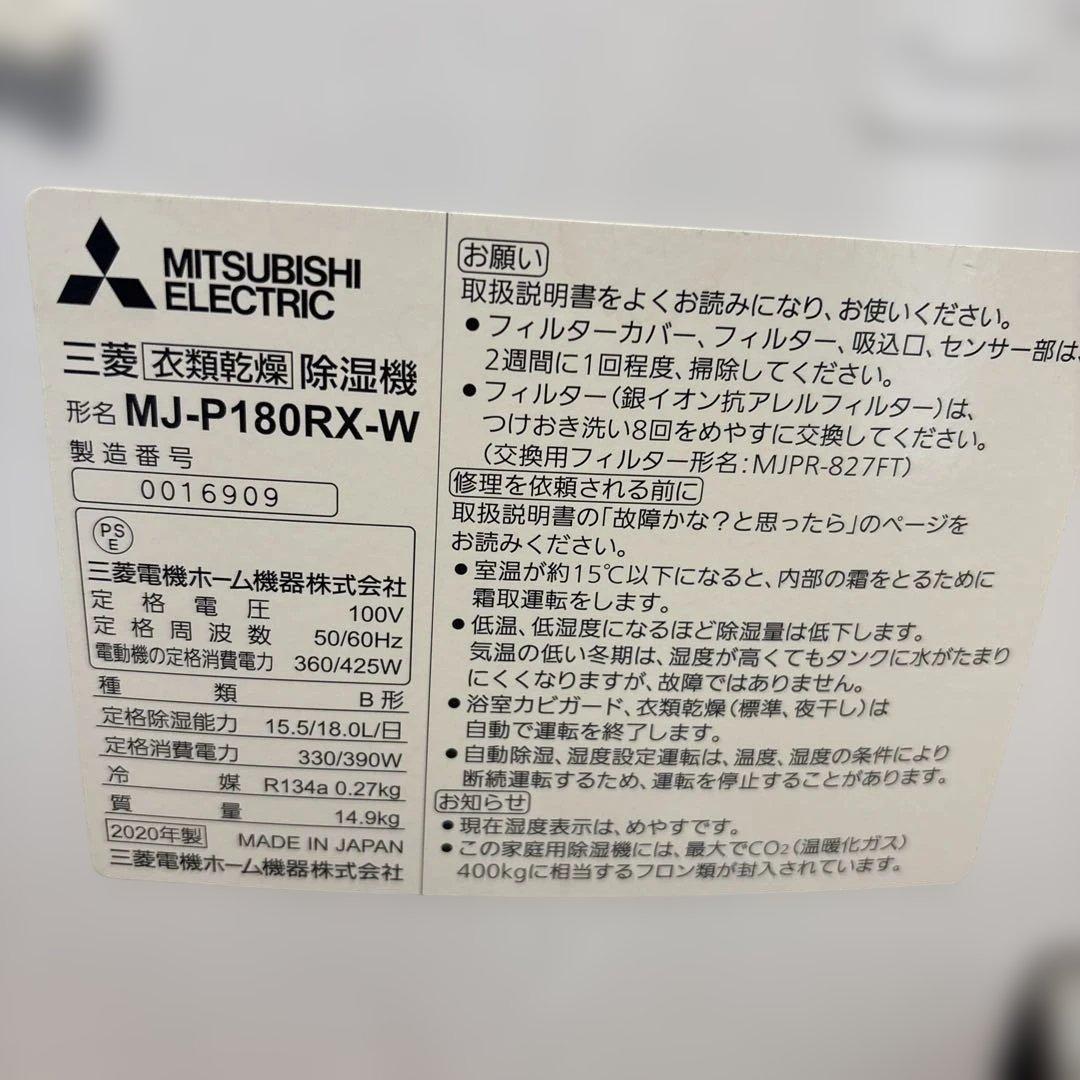 MITSUBISHI
ELECTRIC
三菱 衣類乾燥 除湿機
形名 MJ-P180RX-W
製造番号
0016909
PS
E
三菱電機ホーム機器株式会社
定格電圧 100V
定格周波数 50/60Hz
電動機の定格消費電力 360/425W
種類 B形
定格除湿能力 15.5/18.0L/日
定格消費電力 330/390W
冷媒 R134a 0.27kg
質量 14.9kg
2020年製 MADE IN JAPAN
三菱電機ホーム機器株式会社
お願い
取扱説明書をよくお読みになり、お使いください。
●フィルターカバー、フィルター、吸込口、センサー部は、
2週間に1回程度、掃除してください。
●フィルター(銀イオン抗アレルフィルター)は、
つけおき洗い8回をめやすに交換してください。
(交換用フィルター形名:MJPR-827FT)
修理を依頼される前に
取扱説明書の「故障かな?と思ったら」のページを
お読みください。
●室温が約15℃以下になると、内部の霜をとるために
霜取運転をします。
●低温、低湿度になるほど除湿量は低下します。
気温の低い冬期は、湿度が高くてもタンクに水がたまり
にくくなりますが、故障ではありません。
●浴室カビガード、衣類乾燥(標準、夜干し)は
自動で運転を終了します。
●自動除湿、湿度設定運転は、温度、湿度の条件により
断続運転するため、運転を停止することがあります。
お知らせ
●現在湿度表示は、めやすです。
●この家庭用除湿機には、最大でCO₂(温暖化ガス)
400kgに相当するフロン類が封入されています。